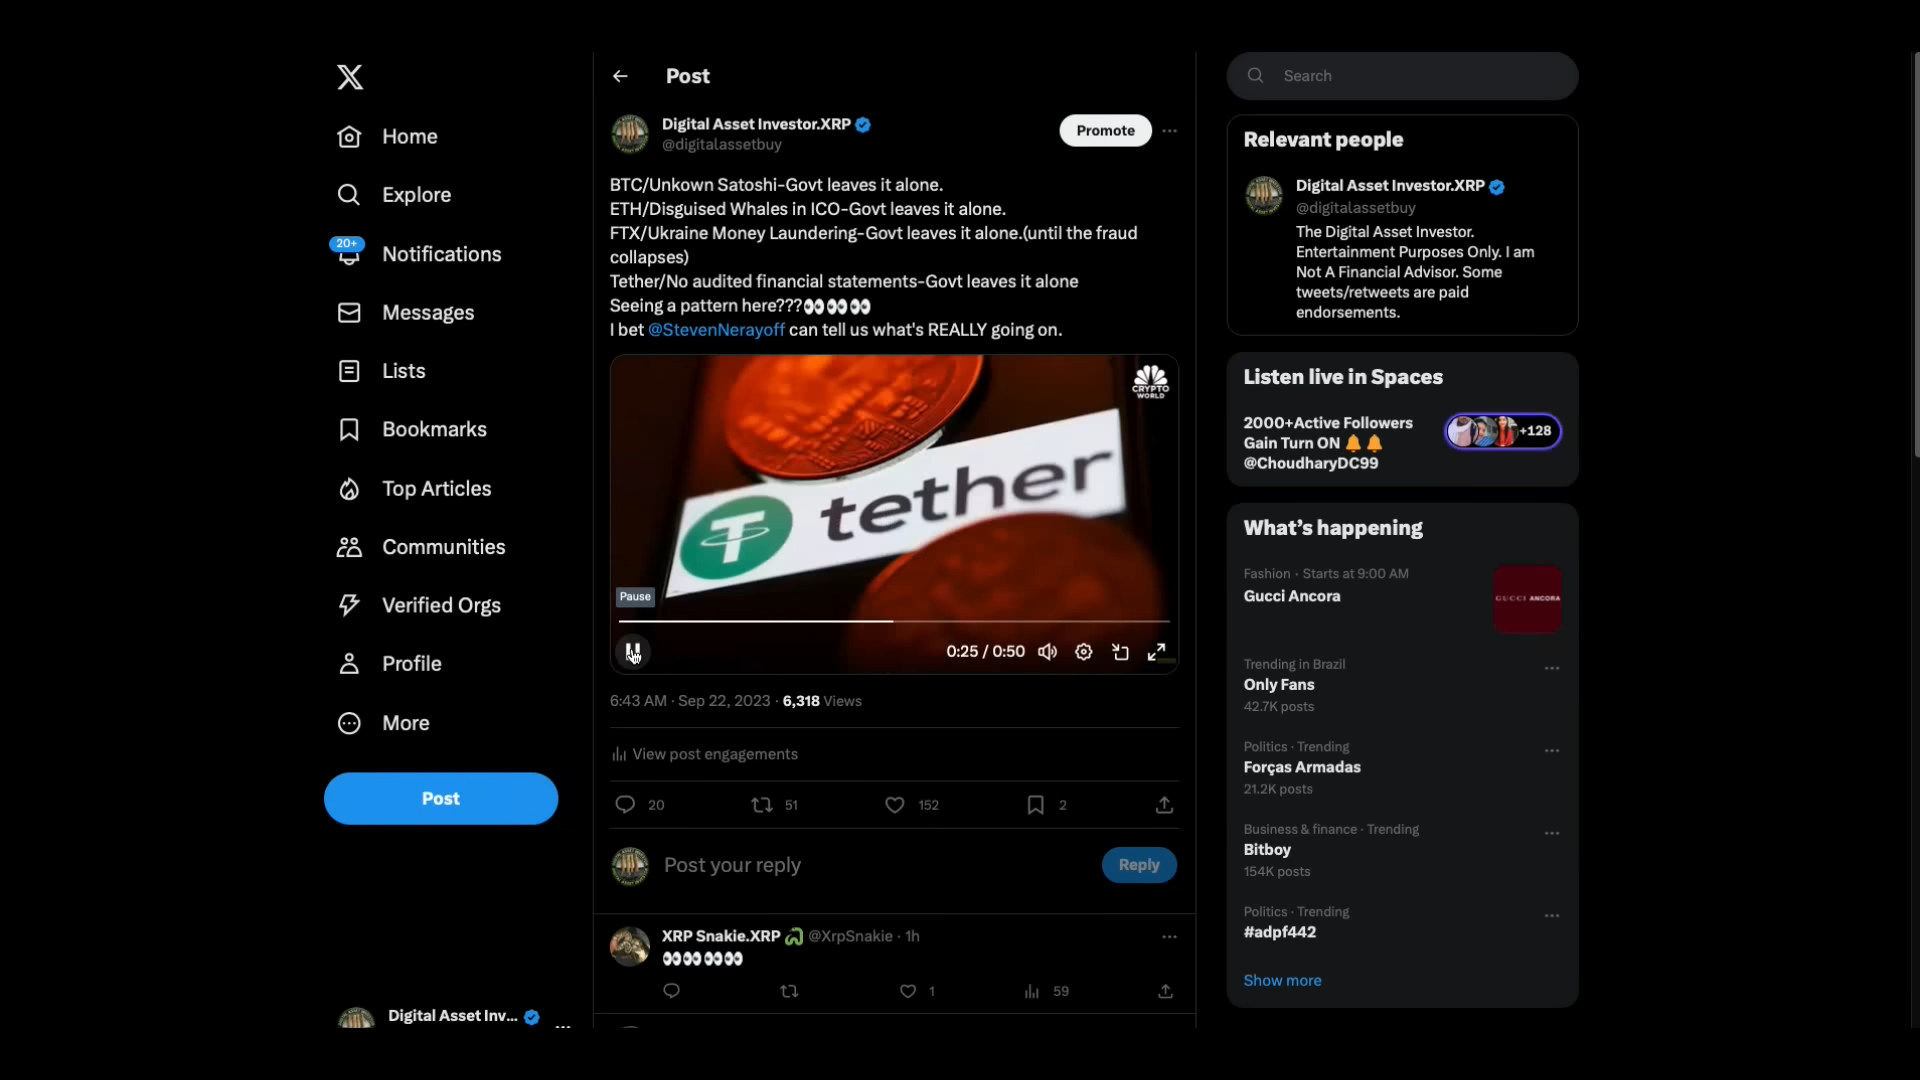 Home
Explore
20+
Notifications
Messages
Lists
Bookmarks
Top Articles
Communities
Verified Orgs
Profile
More
Post
Digital Asset Inv...
Post
Digital Asset Investor.XRP
@digitalassetbuy
Promote
BTC/Unkown Satoshi-Govt leaves it alone.
ETH/Disguised Whales in ICO-Govt leaves it alone.
FTX/Ukraine Money Laundering-Govt leaves it alone.(until the fraud
collapses)
Tether/No audited financial statements-Govt leaves it alone
Seeing a pattern here???👀👀👀
I bet @StevenNerayoff can tell us what's REALLY going on.
CRYPTO
WORLD
tether
Pause
0:25 / 0:50
6:43 AM · Sep 22, 2023 · 6,318 Views
View post engagements
20 51 152 2
Post your reply
Reply
XRP Snakie.XRP @XrpSnakie · 1h
👀👀👀👀
1 59
Search
Relevant people
Digital Asset Investor.XRP
@digitalassetbuy
The Digital Asset Investor.
Entertainment Purposes Only. I am
Not A Financial Advisor. Some
tweets/retweets are paid
endorsements.
Listen live in Spaces
2000+Active Followers
Gain Turn ON 🔔 🔔
@ChoudharyDC99
+128
What's happening
Fashion · Starts at 9:00 AM
Gucci Ancora
GUCCI ANCORA
Trending in Brazil
Only Fans
42.7K posts
Politics · Trending
Forças Armadas
21.2K posts
Business & finance · Trending
Bitboy
154K posts
Politics · Trending
#adpf442
Show more